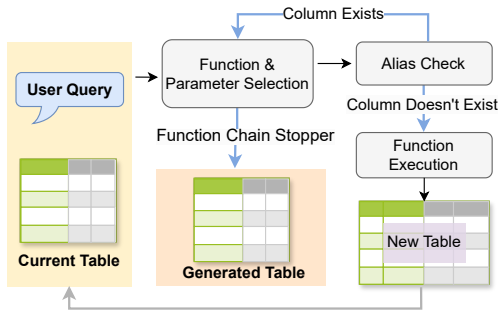 Column Exists
Function &
Parameter Selection
Alias Check
User Query
Column Doesn't Exist
Function Chain Stopper
Function
Execution
New Table
Current Table
Generated Table